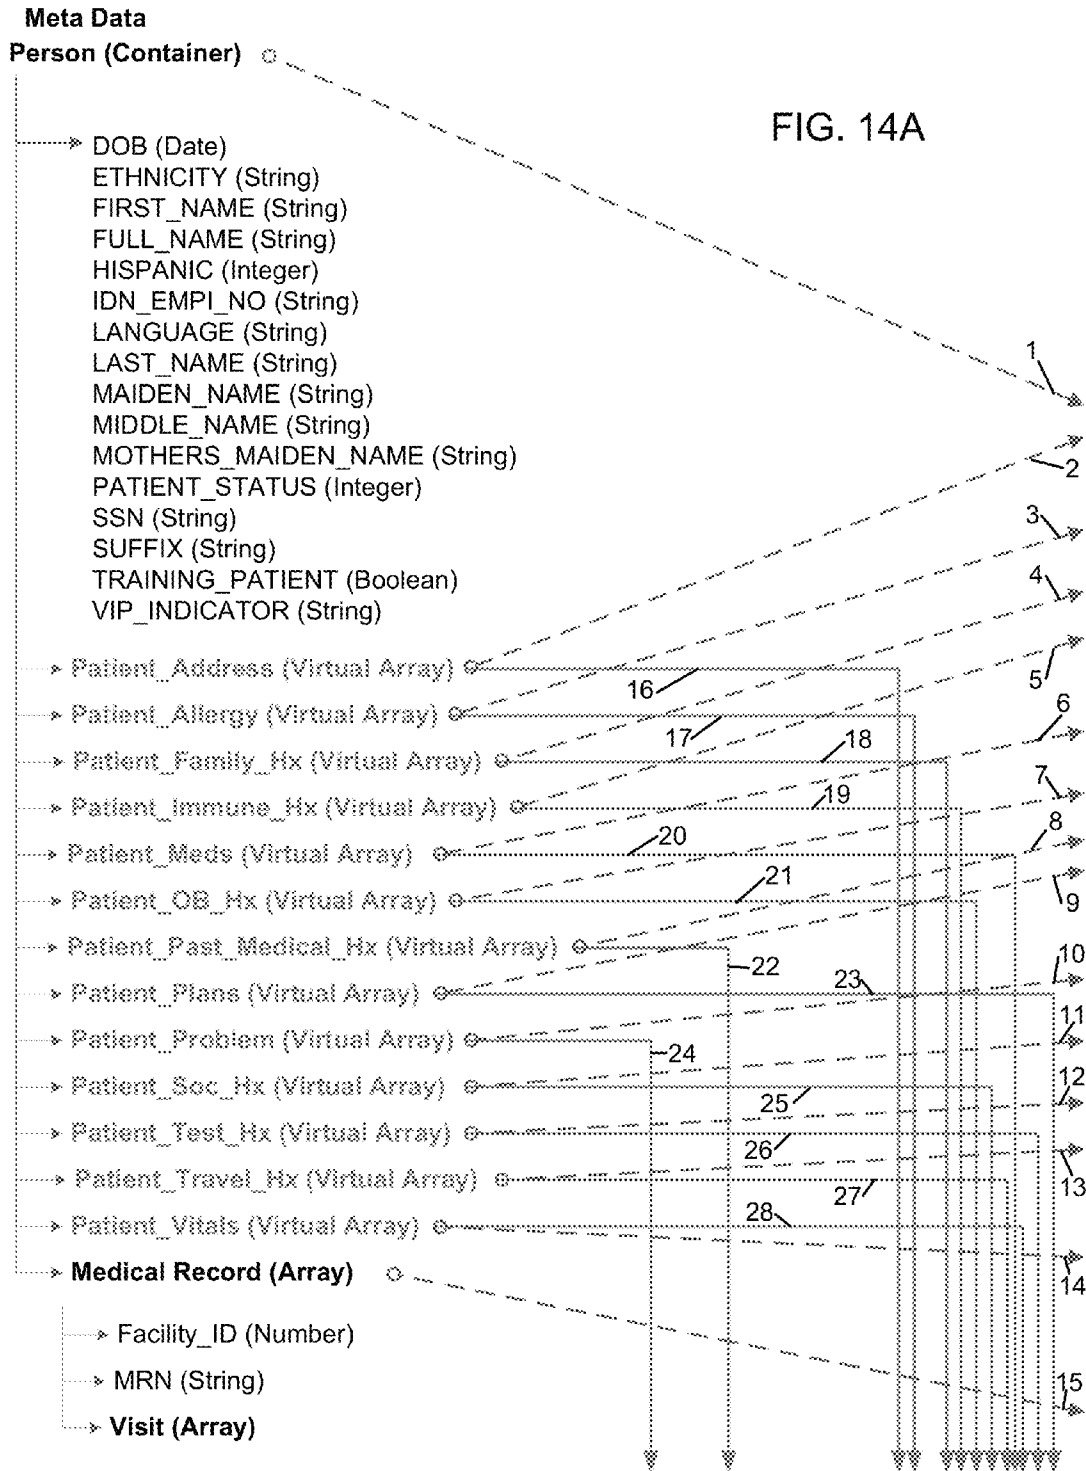 Meta Data
Person (Container)
FIG. 14A
DOB (Date)
ETHNICITY (String)
FIRST_NAME (String)
FULL_NAME (String)
HISPANIC (Integer)
IDN_EMPI_NO (String)
LANGUAGE (String)
LAST_NAME (String)
1
MAIDEN_NAME (String)
MIDDLE_NAME (String)
MOTHERS_MAIDEN_NAME (String)
2
PATIENT_STATUS (Integer)
SSN (String)
3
SUFFIX (String)
TRAINING_PATIENT (Boolean)
4
VIP_INDICATOR (String)
Patient_Address (Virtual Array)
16
5
Patient_Allergy (Virtual Array)
17
6
Patient_Family_Hx (Virtual Array)
18
7
Patient_Immune_Hx (Virtual Array)
19
8
Patient_Meds (Virtual Array)
20
21
9
Patient_OB_Hx (Virtual Array)
Patient_Past_Medical_Hx (Virtual Array)
22
10
Patient_Plans (Virtual Array)
23
11
Patient_Problem (Virtual Array)
24
12
Patient_Soc_Hx (Virtual Array)
25
Patient_Test_Hx (Virtual Array)
26
13
Patient_Travel_Hx (Virtual Array)
27
28
Patient_Vitals (Virtual Array)
14
Medical Record (Array)
Facility_ID (Number)
MRN (String)
15
Visit (Array)